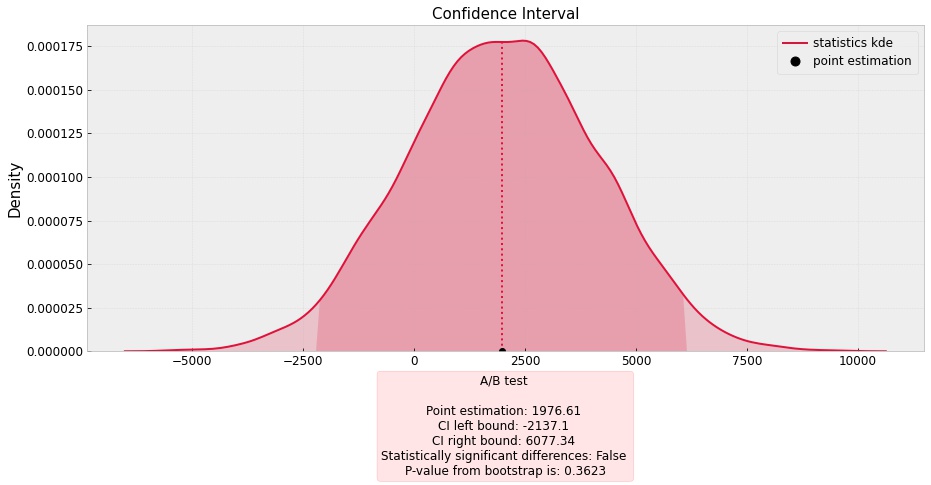 Confidence Interval
statistics kde
point estimation
Density
0.000175
0.000150
0.000125
0.000100
0.000075
0.000050
0.000025
0.000000
−5000
−2500
0
2500
5000
7500
10000
A/B test
Point estimation: 1976.61
CI left bound: -2137.1
CI right bound: 6077.34
Statistically significant differences: False
P-value from bootstrap is: 0.3623